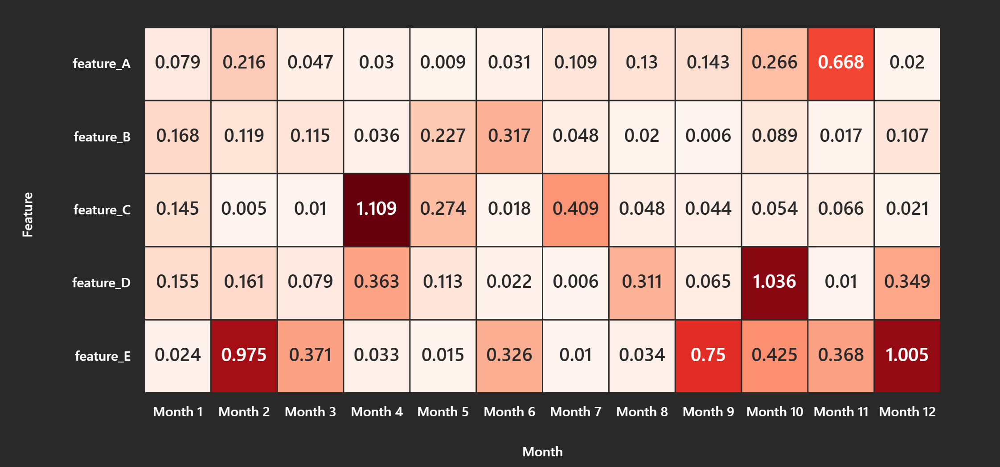 feature_A 0.079 0.216 0.047 0.03 0.009 0.031 0.109 0.13 0.143 0.266 0.668 0.02
feature_B 0.168 0.119 0.115 0.036 0.227 0.317 0.048 0.02 0.006 0.089 0.017 0.107
Feature
feature_C 0.145 0.005 0.01 1.109 0.274 0.018 0.409 0.048 0.044 0.054 0.066 0.021
feature_D 0.155 0.161 0.079 0.363 0.113 0.022 0.006 0.311 0.065 1.036 0.01 0.349
feature_E 0.024 0.975 0.371 0.033 0.015 0.326 0.01 0.034 0.75 0.425 0.368 1.005
Month 1 Month 2 Month 3 Month 4 Month 5 Month 6 Month 7 Month 8 Month 9 Month 10 Month 11 Month 12
Month